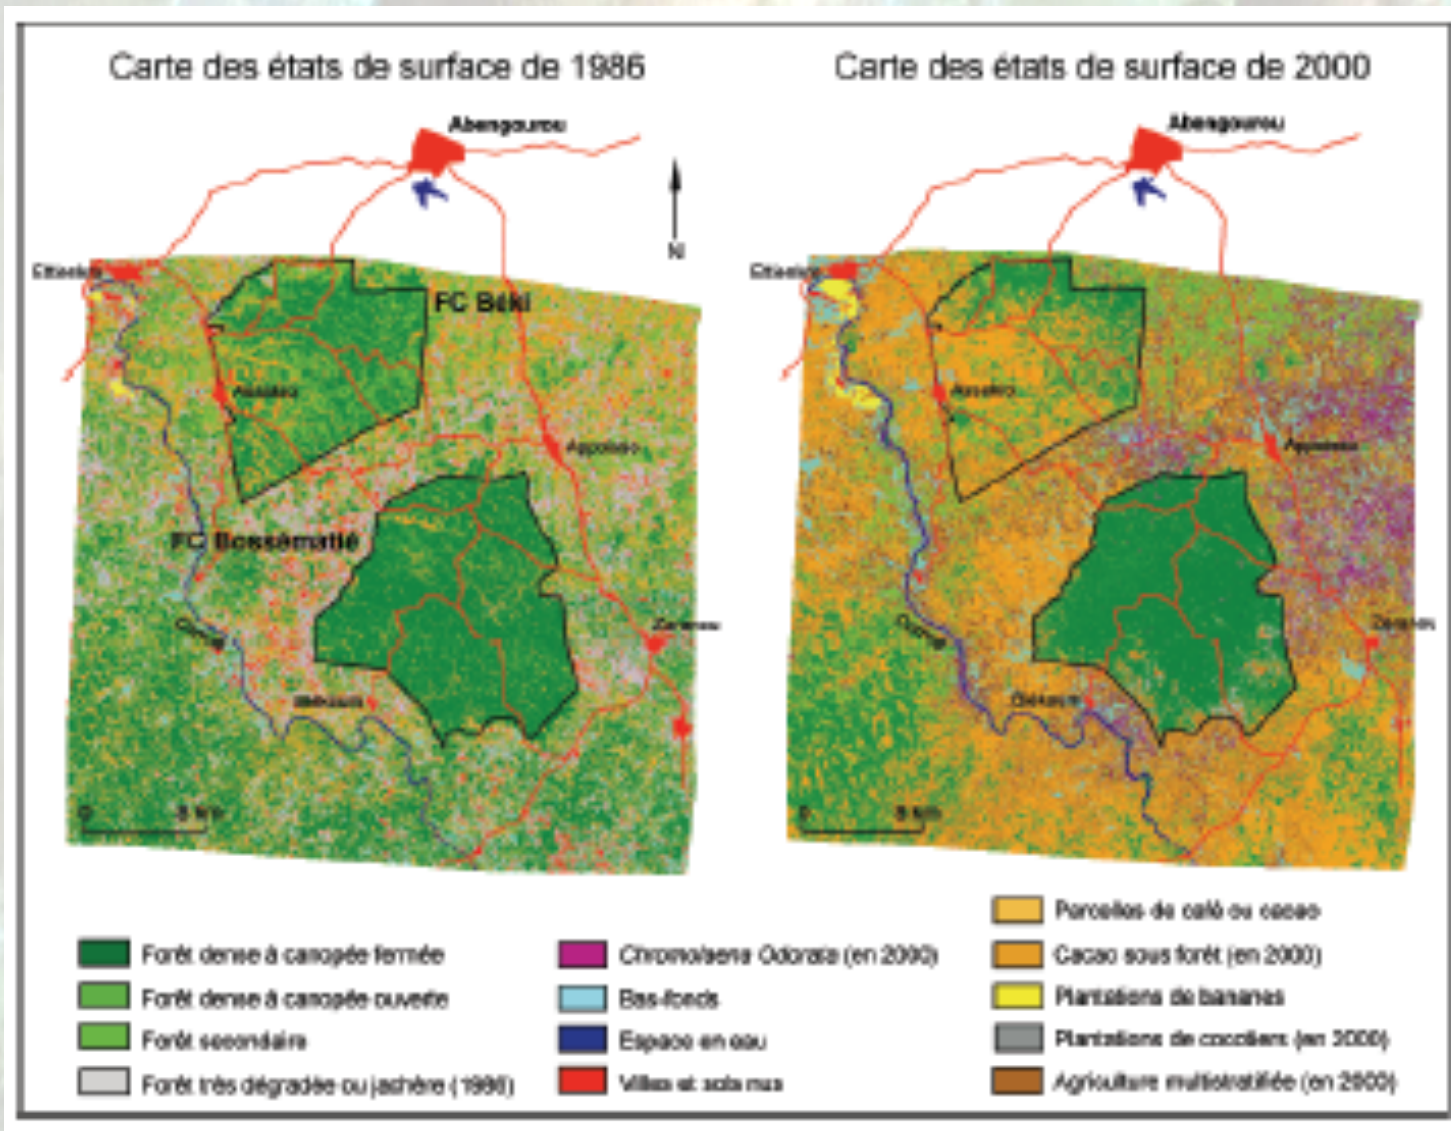 Carte des états de surface de 1986
Carte des états de surface de 2000
Abengourou
Abengourou
N
FC Béki
Appoisso
Appoisso
FC Bossématié
Zaranou
Zaranou
0 8 km
0 8 km
Forêt dense à canopée fermée
Forêt dense à canopée ouverte
Forêt secondaire
Forêt très dégradée ou jachère (1986)
Chromolaena Odorata (en 2000)
Bas-fonds
Espace en eau
Villes et sols nus
Parcelles de café ou cacao
Cacao sous forêt (en 2000)
Plantations de bananes
Plantations de cocotiers (en 2000)
Agriculture multistratifiée (en 2000)